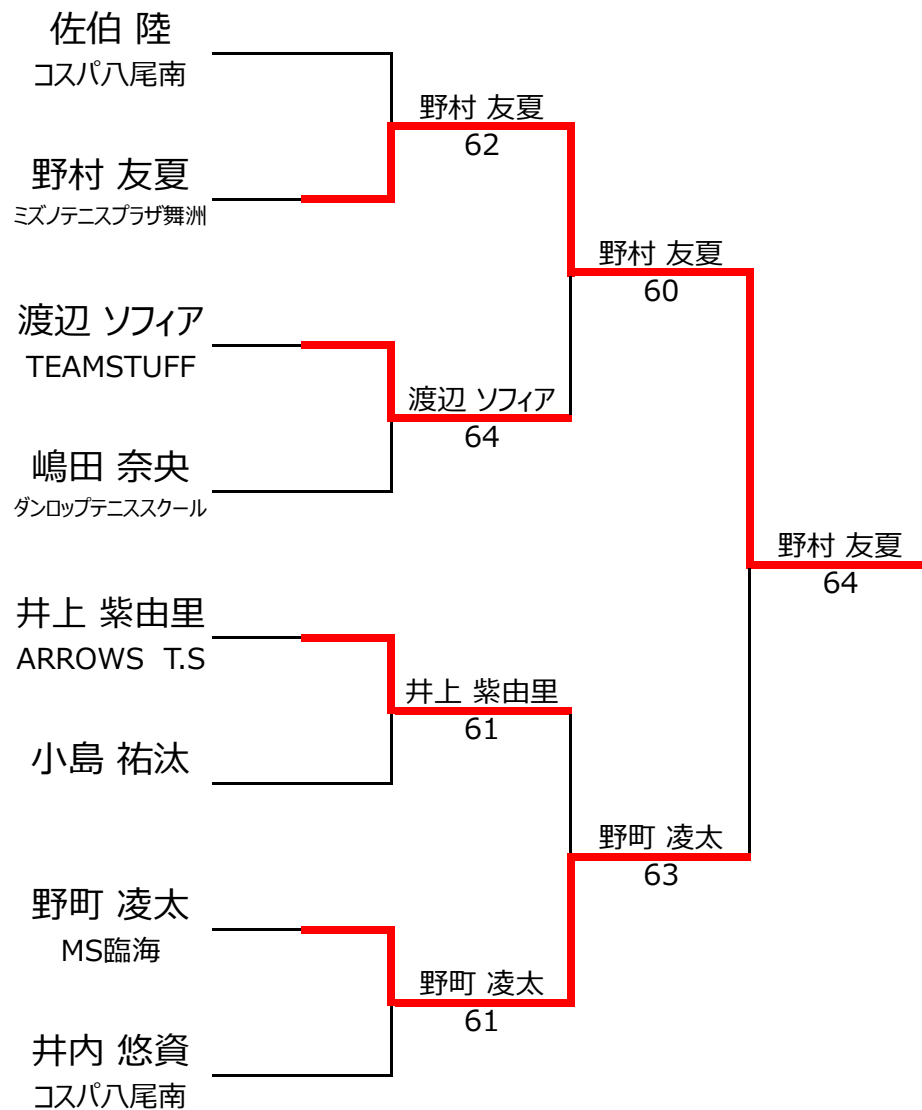 佐伯 陸
コスパ八尾南
野村 友夏
ミズノテニスプラザ舞洲
渡辺 ソフィア
TEAMSTUFF
嶋田 奈央
ダンロップテニススクール
井上 紫由里
ARROWS T.S
小島 祐汰
野町 凌太
MS臨海
井内 悠資
コスパ八尾南
野村 友夏
62
渡辺 ソフィア
64
井上 紫由里
61
野町 凌太
61
野村 友夏
60
野町 凌太
63
野村 友夏
64